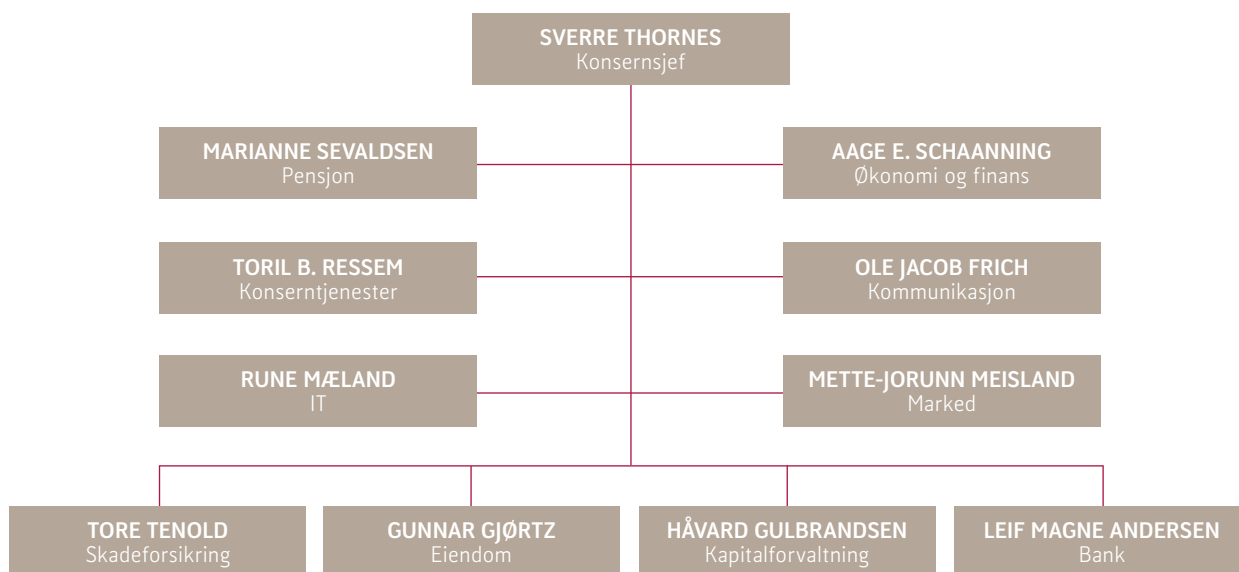 SVERRE THORNES
Konsernsjef
MARIANNE SEVALDSEN
Pensjon
AAGE E. SCHAANNING
Økonomi og finans
TORIL B. RESSEM
Konserntjenester
OLE JACOB FRICH
Kommunikasjon
RUNE MÆLAND
IT
METTE-JORUNN MEISLAND
Marked
TORE TENOLD
Skadeforsikring
GUNNAR GJØRTZ
Eiendom
HÅVARD GULBRANDSEN
Kapitalforvaltning
LEIF MAGNE ANDERSEN
Bank